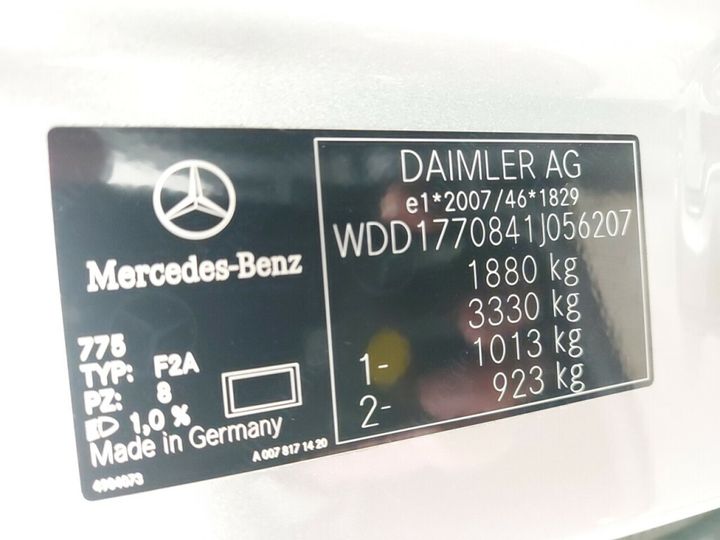 Mercedes-Benz
775
TYP: F2A
PZ: 8
1,0 %
Made in Germany
A 007 817 14 20
4984073
DAIMLER AG
e1*2007/46*1829
WDD1770841J056207
1880 kg
3330 kg
1- 1013 kg
2- 923 kg